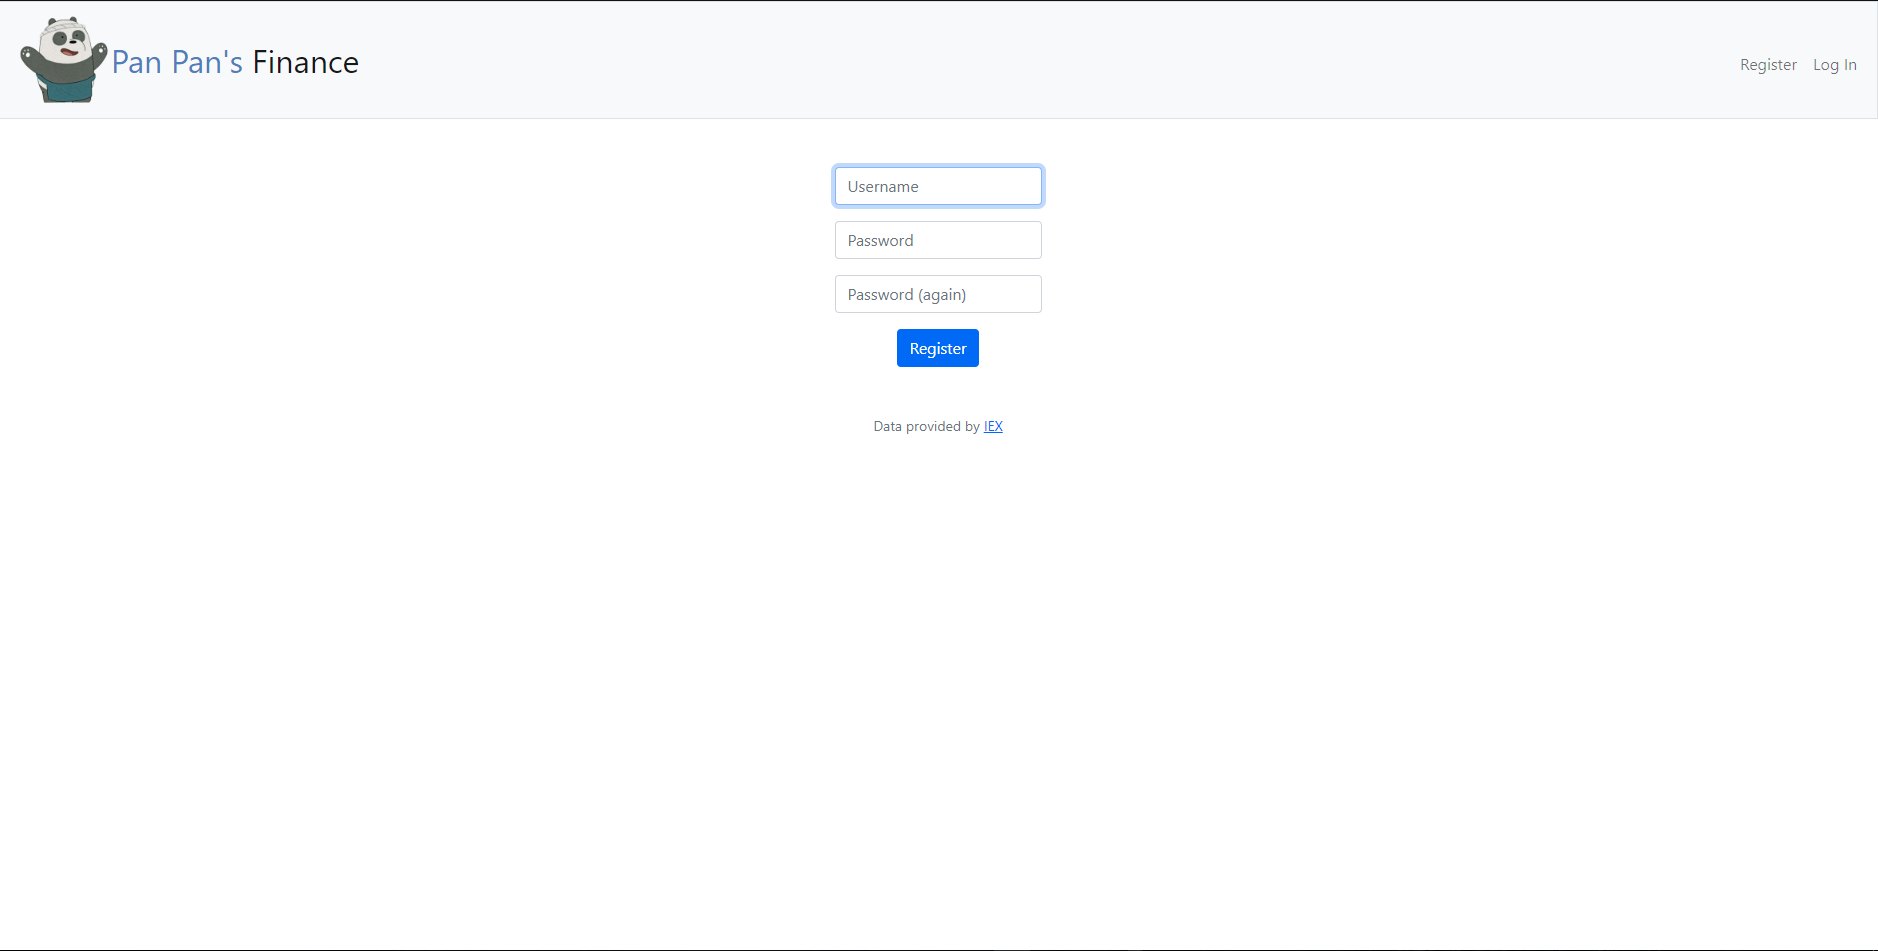 Pan Pan's Finance
Register Log In
Username
Password
Password (again)
Register
Data provided by IEX